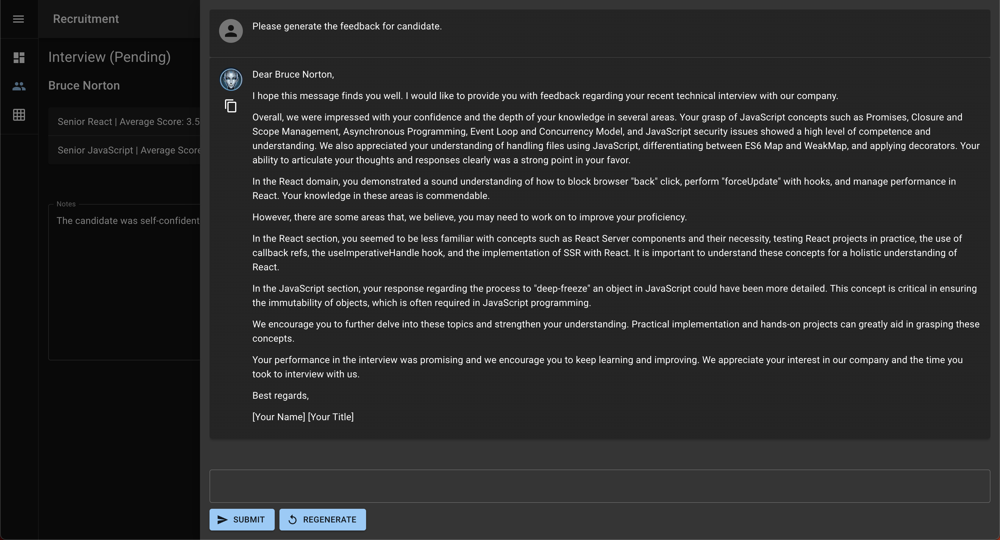 Recruitment
Interview (Pending)
Bruce Norton
Senior React | Average Score: 3.5
Senior JavaScript | Average Score
Notes
The candidate was self-confident
Please generate the feedback for candidate.
Dear Bruce Norton,
I hope this message finds you well. I would like to provide you with feedback regarding your recent technical interview with our company.
Overall, we were impressed with your confidence and the depth of your knowledge in several areas. Your grasp of JavaScript concepts such as Promises, Closure and
Scope Management, Asynchronous Programming, Event Loop and Concurrency Model, and JavaScript security issues showed a high level of competence and
understanding. We also appreciated your understanding of handling files using JavaScript, differentiating between ES6 Map and WeakMap, and applying decorators. Your
ability to articulate your thoughts and responses clearly was a strong point in your favor.
In the React domain, you demonstrated a sound understanding of how to block browser "back" click, perform "forceUpdate" with hooks, and manage performance in
React. Your knowledge in these areas is commendable.
However, there are some areas that, we believe, you may need to work on to improve your proficiency.
In the React section, you seemed to be less familiar with concepts such as React Server components and their necessity, testing React projects in practice, the use of
callback refs, the useImperativeHandle hook, and the implementation of SSR with React. It is important to understand these concepts for a holistic understanding of
React.
In the JavaScript section, your response regarding the process to "deep-freeze" an object in JavaScript could have been more detailed. This concept is critical in ensuring
the immutability of objects, which is often required in JavaScript programming.
We encourage you to further delve into these topics and strengthen your understanding. Practical implementation and hands-on projects can greatly aid in grasping these
concepts.
Your performance in the interview was promising and we encourage you to keep learning and improving. We appreciate your interest in our company and the time you
took to interview with us.
Best regards,
[Your Name] [Your Title]
SUBMIT
REGENERATE